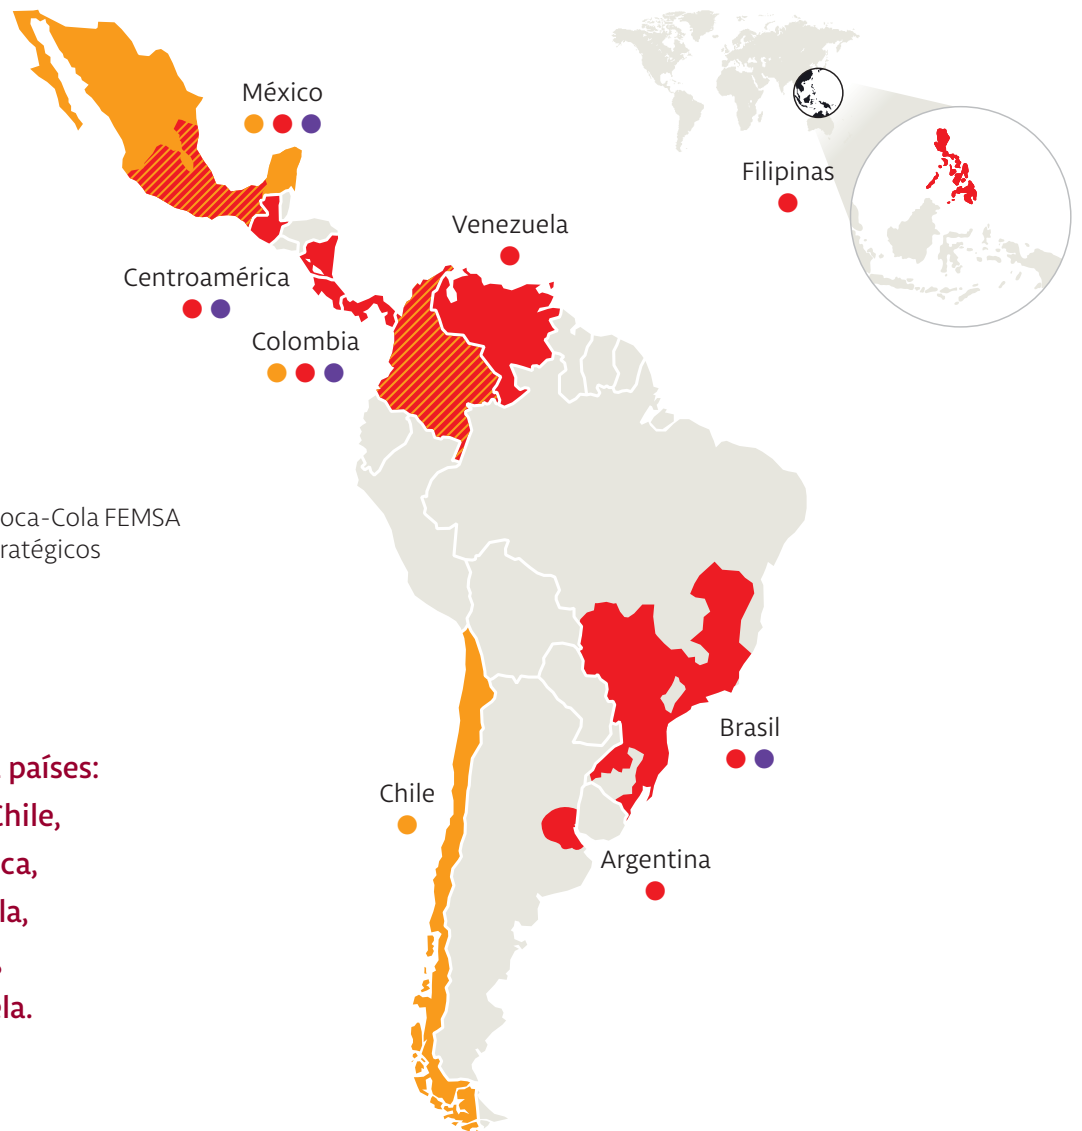 México
Filipinas
Venezuela
Centroamérica
Colombia
oca-Cola FEMSA
ratégicos
Brasil
países:
Chile
Chile,
ca,
Argentina
la,
la.